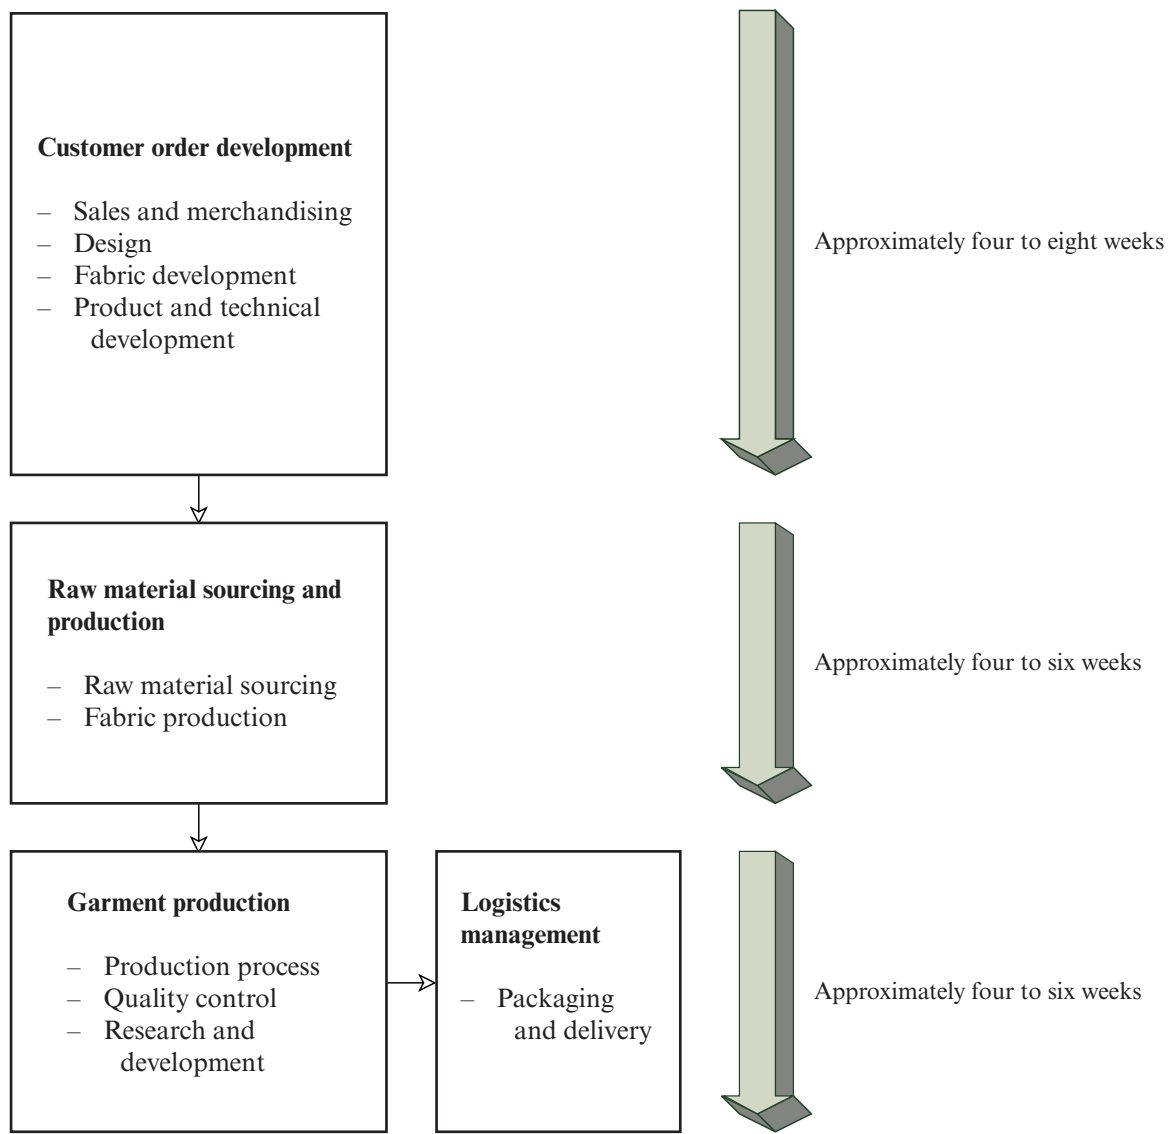 Customer order development
– Sales and merchandising
– Design
– Fabric development
– Product and technical
development
Approximately four to eight weeks
Raw material sourcing and
production
– Raw material sourcing
– Fabric production
Approximately four to six weeks
Garment production
– Production process
– Quality control
– Research and
development
Logistics
management
– Packaging
and delivery
Approximately four to six weeks